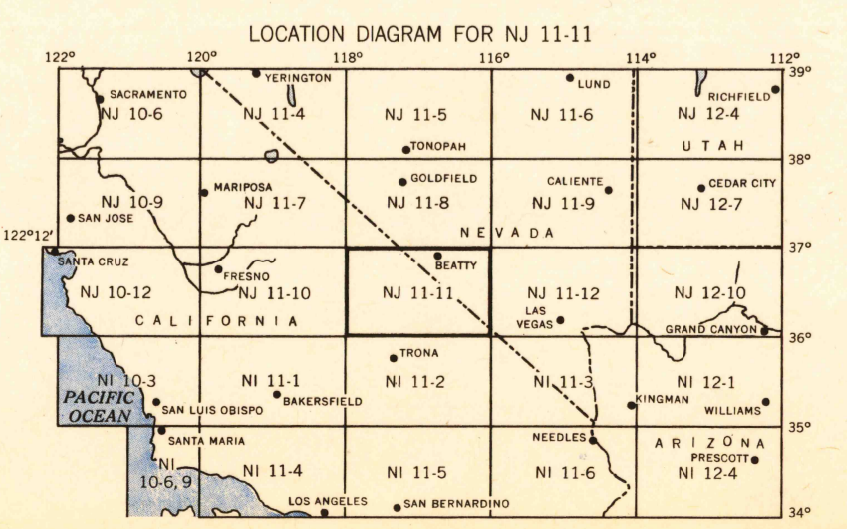 LOCATION DIAGRAM FOR NJ 11-11
122° 120° 118° 116° 114° 112°
39°
YERINGTON
LUND
SACRAMENTO
RICHFIELD
NJ 10-6 NJ 11-4 NJ 11-5 NJ 11-6 NJ 12-4
TONOPAH
UTAH
38°
GOLDFIELD
CALIENTE
CEDAR CITY
MARIPOSA
NJ 10-9 NJ 11-7 NJ 11-8 NJ 11-9 NJ 12-7
SAN JOSE
NEVADA
122°12'
37°
SANTA CRUZ
BEATTY
FRESNO
NJ 10-12 NJ 11-10 NJ 11-11 NJ 11-12 NJ 12-10
LAS
VEGAS
CALIFORNIA
GRAND CANYON
36°
TRONA
NI 10-3 NI 11-1 NI 11-2 NI 11-3 NI 12-1
PACIFIC
OCEAN
BAKERSFIELD
KINGMAN
SAN LUIS OBISPO
WILLIAMS
35°
SANTA MARIA
NEEDLES
ARIZONA
PRESCOTT
NI
10-6, 9
NI 11-4 NI 11-5 NI 11-6 NI 12-4
LOS ANGELES
SAN BERNARDINO
34°